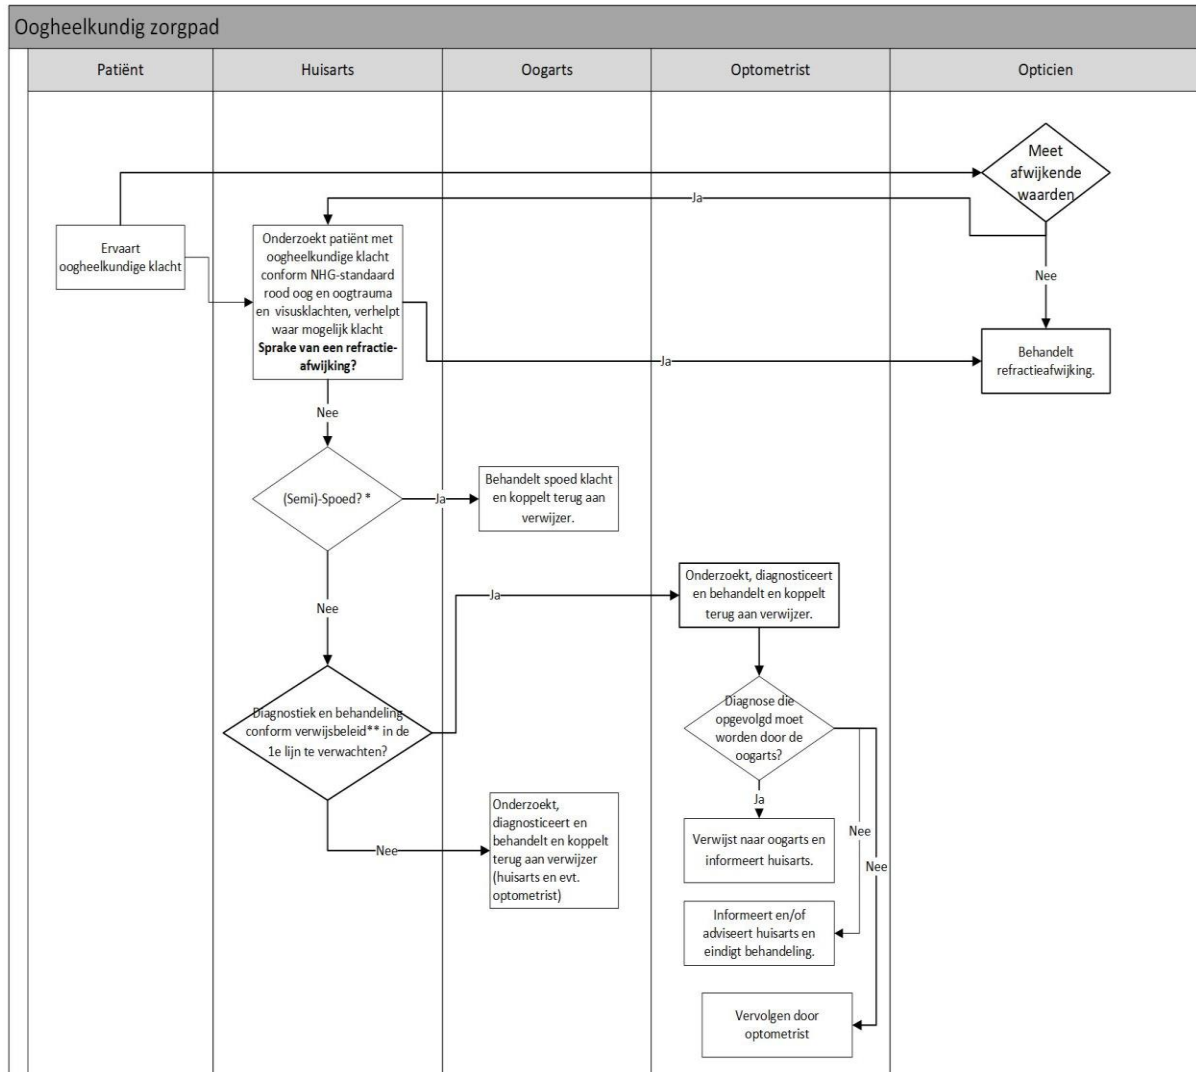 Oogheelkundig zorgpad
Patiënt
Huisarts
Oogarts
Optometrist
Opticien
Meet
afwijkende
waarden
Ja
Ervaart
oogheelkundige klacht
Onderzoekt patiënt met
oogheelkundige klacht
conform NHG-standaard
rood oog en oogtrauma
en visusklachten, verhelpt
waar mogelijk klacht
Sprake van een refractie-
afwijking?
Nee
Ja
Behandelt
refractieafwijking.
Nee
(Semi)-Spoed? *
Ja
Behandelt spoed klacht
en koppelt terug aan
verwijzer.
Nee
Ja
Onderzoekt, diagnosticeert
en behandelt en koppelt
terug aan verwijzer.
Diagnostiek en behandeling
conform verwijsbeleid** in de
1e lijn te verwachten?
Diagnose die
opgevolgd moet
worden door de
oogarts?
Ja
Nee
Nee
Nee
Onderzoekt,
diagnosticeert en
behandelt en koppelt
terug aan verwijzer
(huisarts en evt.
optometrist)
Verwijst naar oogarts en
informeert huisarts.
Informeert en/of
adviseert huisarts en
eindigt behandeling.
Vervolgen door
optometrist